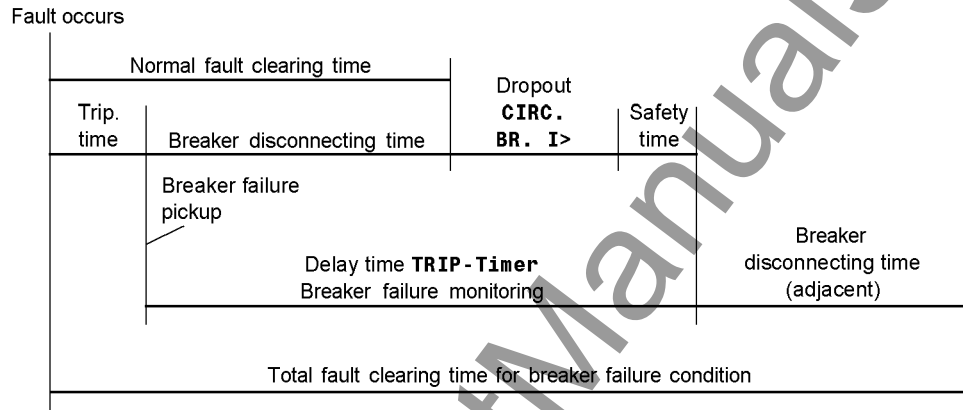 Fault occurs
Normal fault clearing time
Dropout
CIRC.
BR. I>
Trip.
time
Breaker disconnecting time
Safety
time
Breaker failure
pickup
Delay time TRIP-Timer
Breaker failure monitoring
Breaker
disconnecting time
(adjacent)
Total fault clearing time for breaker failure condition
tManuals